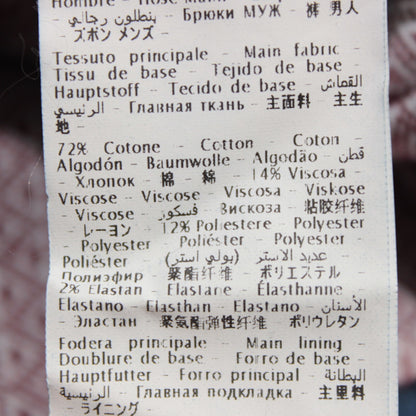 بنطلون رجالي - Брюки МУЖ - 裤 男人
- ズボン メンズ -
Tessuto principale - Main fabric -
Tissu de base - Tejido de base -
Hauptstoff - Tecido de base - القماش
الرئيسي - Главная ткань - 主面料 - 主生
地 -
72% Cotone - Cotton - Coton -
Algodón - Baumwolle - Algodão - قطن
- Хлопок - 棉 - 綿 - 14% Viscosa -
Viscose - Viscosa - Viscosa - Viskose
- Viscose - فسكوز - Вискоза - 粘胶纤维
- レーヨン - 12% Poliestere - Polyester
- Polyester - Poliéster - Polyester -
Poliéster - عديد الاستر (بولي استر) -
Полиэфир - 聚酯纤维 - ポリエステル
2% Elastan - Elastane - Élasthanne -
Elastano - Elasthan - Elastano - الأستان
- Эластан - 聚氨酯弹性纤维 - ポリウレタン
Fodera principale - Main lining -
Doublure de base - Forro de base -
Hauptfutter - Forro principal - البطانة
الرئيسية - Главная подкладка - 主里料
- ライニング -